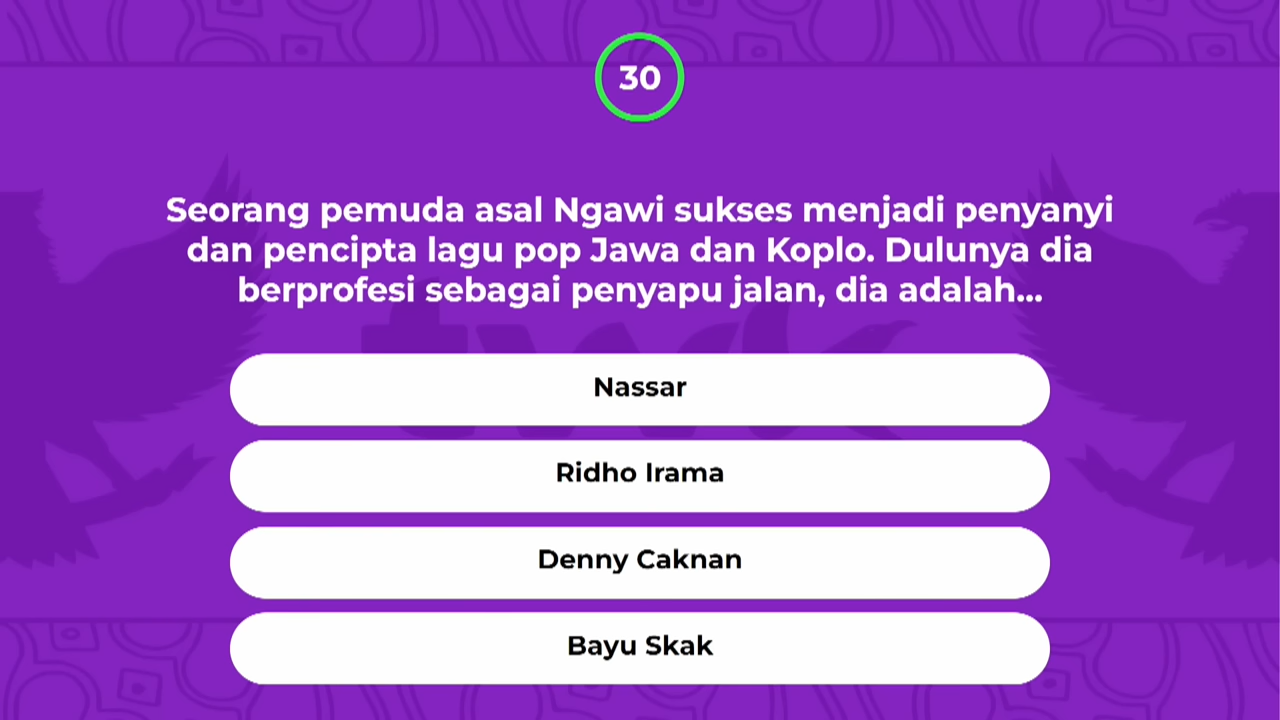 30
Seorang pemuda asal Ngawi sukses menjadi penyanyi
dan pencipta lagu pop Jawa dan Koplo. Dulunya dia
berprofesi sebagai penyapu jalan, dia adalah...
twk
Nassar
Ridho Irama
Denny Caknan
Bayu Skak